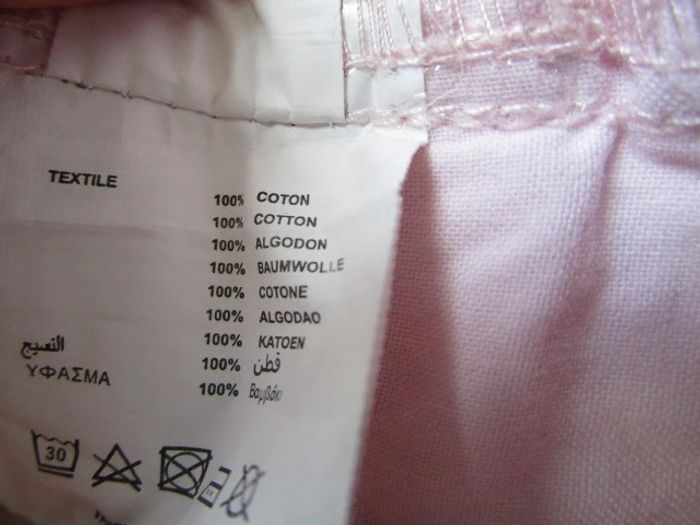 TEXTILE
100% COTON
100% COTTON
100% ALGODON
100% BAUMWOLLE
100% COTONE
100% ALGODAO
100% KATOEN
النسيج
100% قطن
ΥΦΑΣΜΑ
100% Βαμβάκι
30